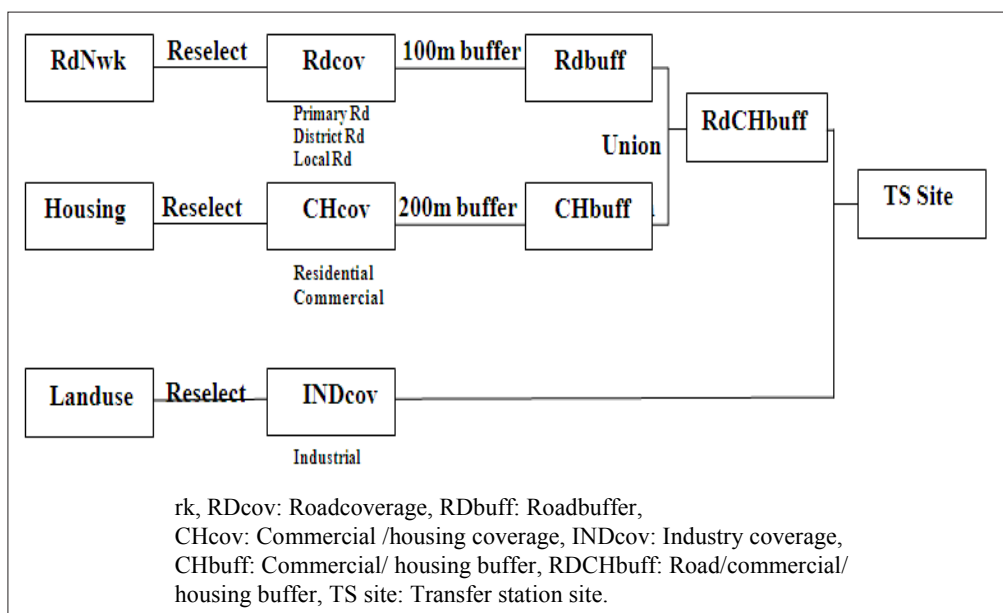 RdNwk Reselect Rdcov 100m buffer Rdbuff
Primary Rd
District Rd
Local Rd
RdCHbuff
Union
TS Site
Housing Reselect CHcov 200m buffer CHbuff
Residential
Commercial
Landuse Reselect INDcov
Industrial
rk, RDcov: Roadcoverage, RDbuff: Roadbuffer,
CHcov: Commercial /housing coverage, INDcov: Industry coverage,
CHbuff: Commercial/ housing buffer, RDCHbuff: Road/commercial/
housing buffer, TS site: Transfer station site.